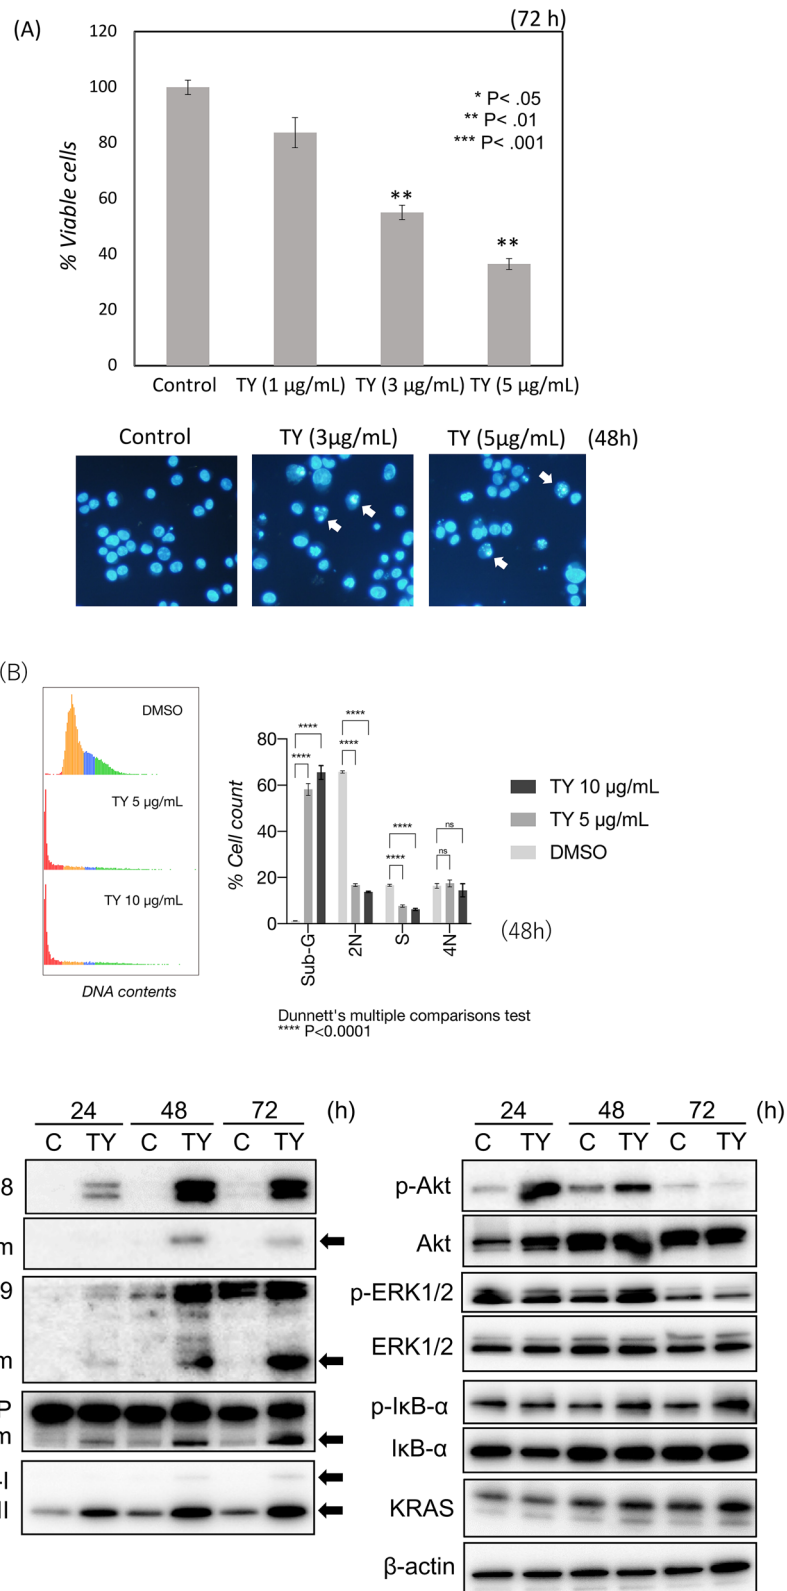 (A)
(72 h)
120
100
80
60
40
20
0
% Viable cells
* P< .05
** P< .01
*** P< .001
**
**
Control TY (1 µg/mL) TY (3 µg/mL) TY (5 µg/mL)
Control TY (3µg/mL) TY (5µg/mL) (48h)
(B)
DMSO
TY 5 µg/mL
TY 10 µg/mL
DNA contents
% Cell count
80
60
40
20
0
**** ****
**** ****
**** ****
ns ns
Sub-G 2N S 4N
TY 10 µg/mL
TY 5 µg/mL
DMSO
(48h)
Dunnett's multiple comparisons test
**** P<0.0001
24 48 72 (h)
C TY C TY C TY
8
m
9
m
P
m
-I
II
24 48 72 (h)
C TY C TY C TY
p-Akt
Akt
p-ERK1/2
ERK1/2
p-IκB-α
IκB-α
KRAS
β-actin